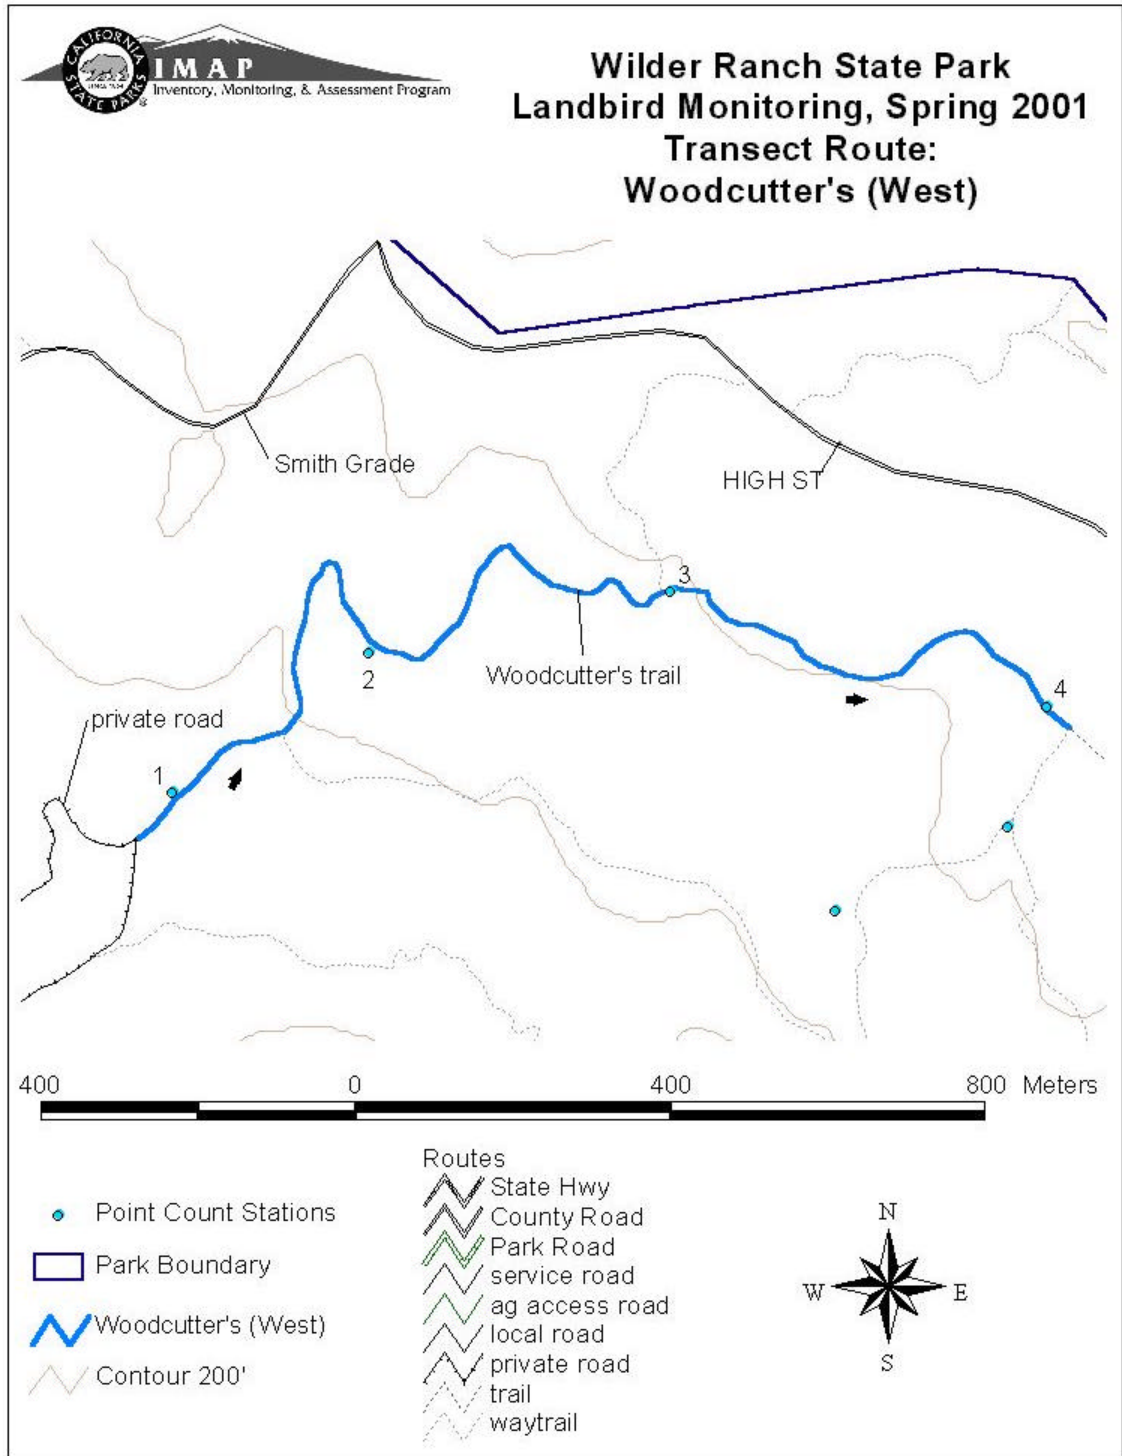 CALIFORNIA
STATE PARKS
IMAP
Inventory, Monitoring, & Assessment Program
Wilder Ranch State Park
Landbird Monitoring, Spring 2001
Transect Route:
Woodcutter's (West)
Smith Grade
HIGH ST
3
2
Woodcutter's trail
4
private road
1
400 0 400 800 Meters
Point Count Stations
Park Boundary
Woodcutter's (West)
Contour 200'
Routes
State Hwy
County Road
Park Road
service road
ag access road
local road
private road
trail
waytrail
N
W E
S